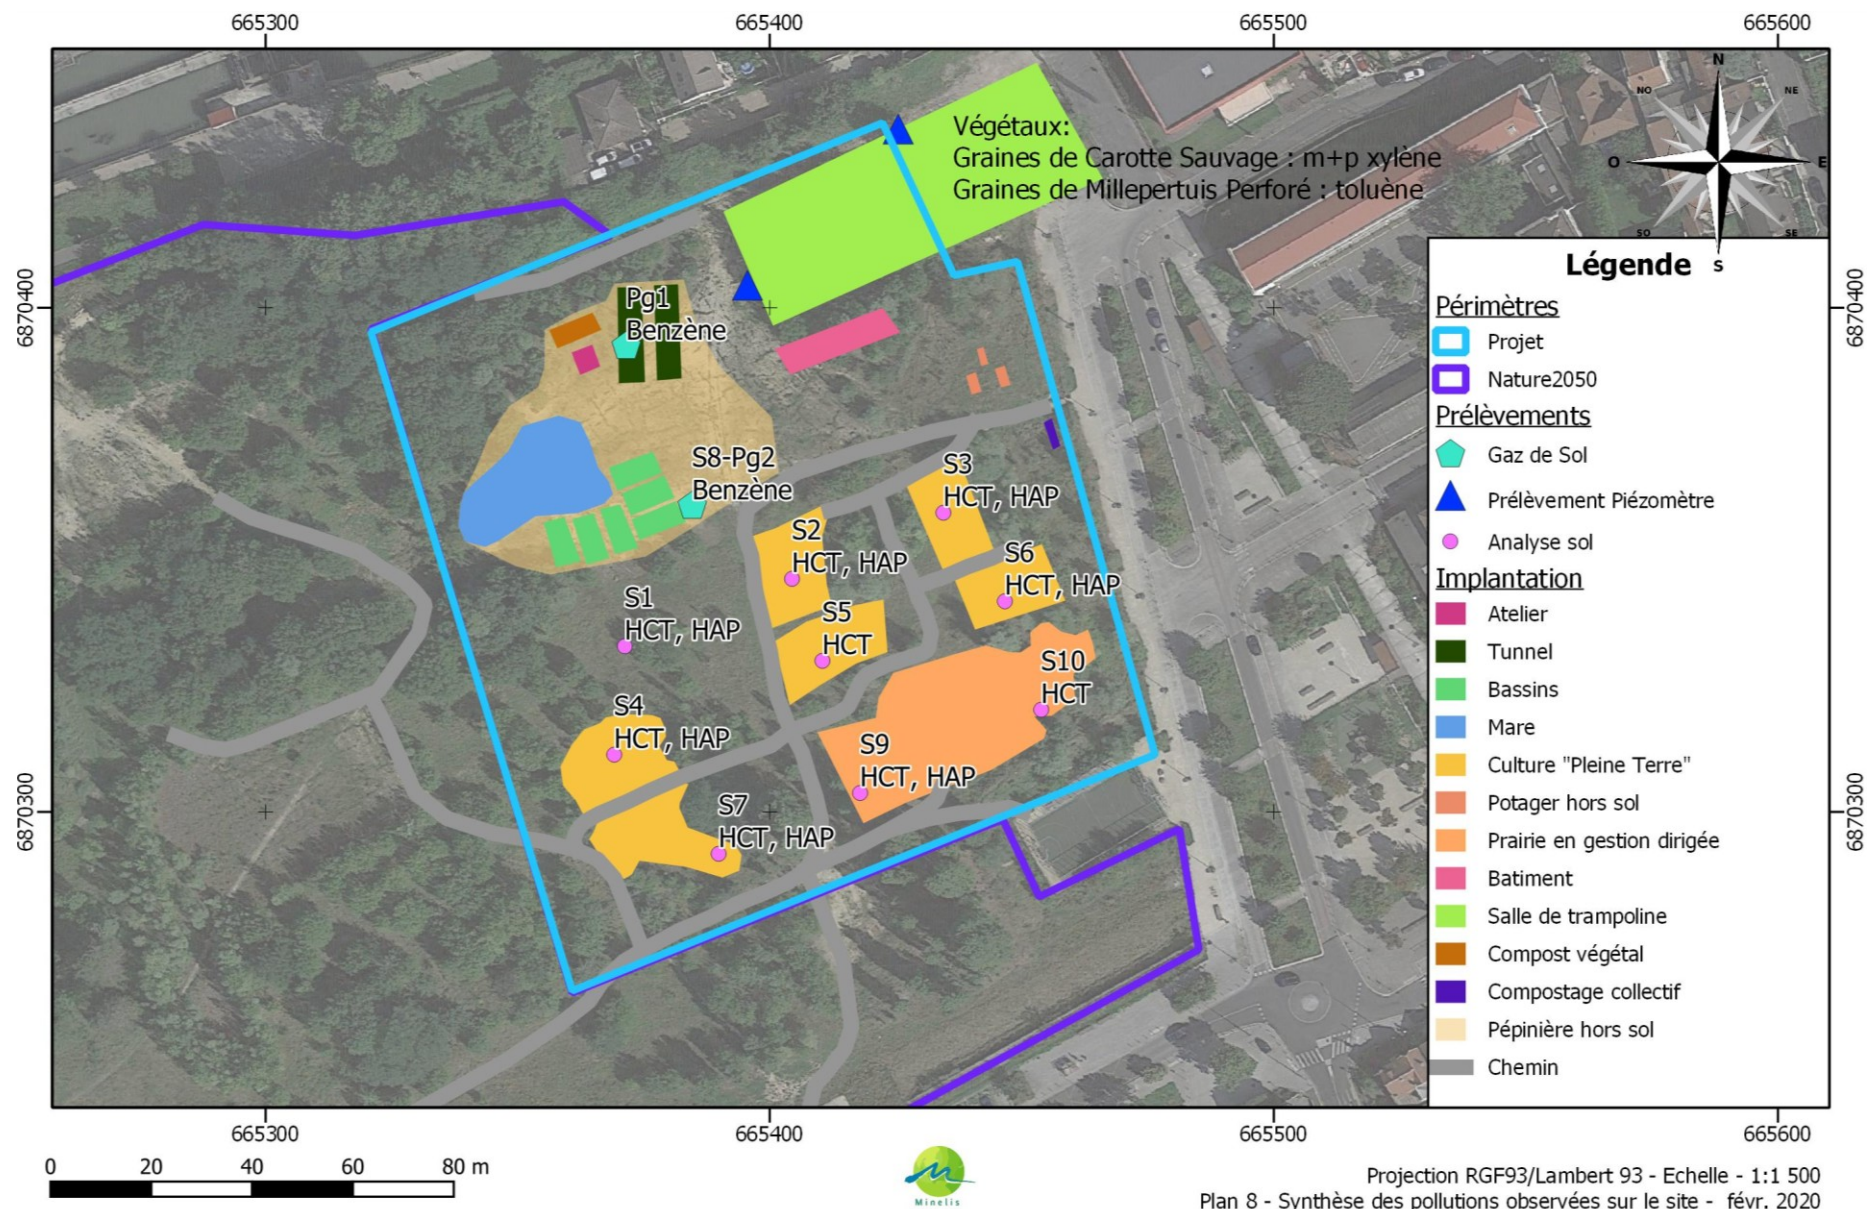 665300
665400
665500
665600
6870400
6870300
6870400
6870300
N
NO
NE
O
E
SO
SE
S
Végétaux:
Graines de Carotte Sauvage : m+p xylène
Graines de Millepertuis Perforé : toluène
Pg1
Benzène
S8-Pg2
Benzène
S3
HCT, HAP
S2
HCT, HAP
S6
HCT, HAP
S1
HCT, HAP
S5
HCT
S10
HCT
S4
HCT, HAP
S9
HCT, HAP
S7
HCT, HAP
Légende
Périmètres
Projet
Nature2050
Prélèvements
Gaz de Sol
Prélèvement Piézomètre
Analyse sol
Implantation
Atelier
Tunnel
Bassins
Mare
Culture "Pleine Terre"
Potager hors sol
Prairie en gestion dirigée
Batiment
Salle de trampoline
Compost végétal
Compostage collectif
Pépinière hors sol
Chemin
665300
665400
665500
665600
0 20 40 60 80 m
Minelis
Projection RGF93/Lambert 93 - Echelle - 1:1 500
Plan 8 - Synthèse des pollutions observées sur le site - févr. 2020